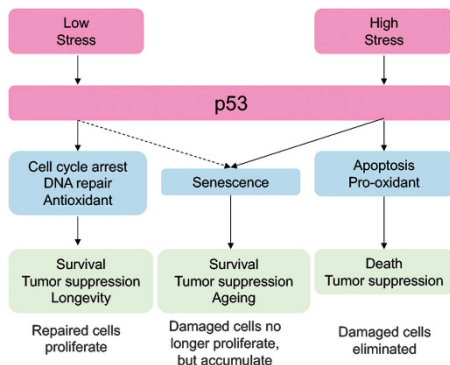 Low
Stress
High
Stress
p53
Cell cycle arrest
DNA repair
Antioxidant
Senescence
Apoptosis
Pro-oxidant
Survival
Tumor suppression
Longevity
Survival
Tumor suppression
Ageing
Death
Tumor suppression
Repaired cells
proliferate
Damaged cells no
longer proliferate,
but accumulate
Damaged cells
eliminated